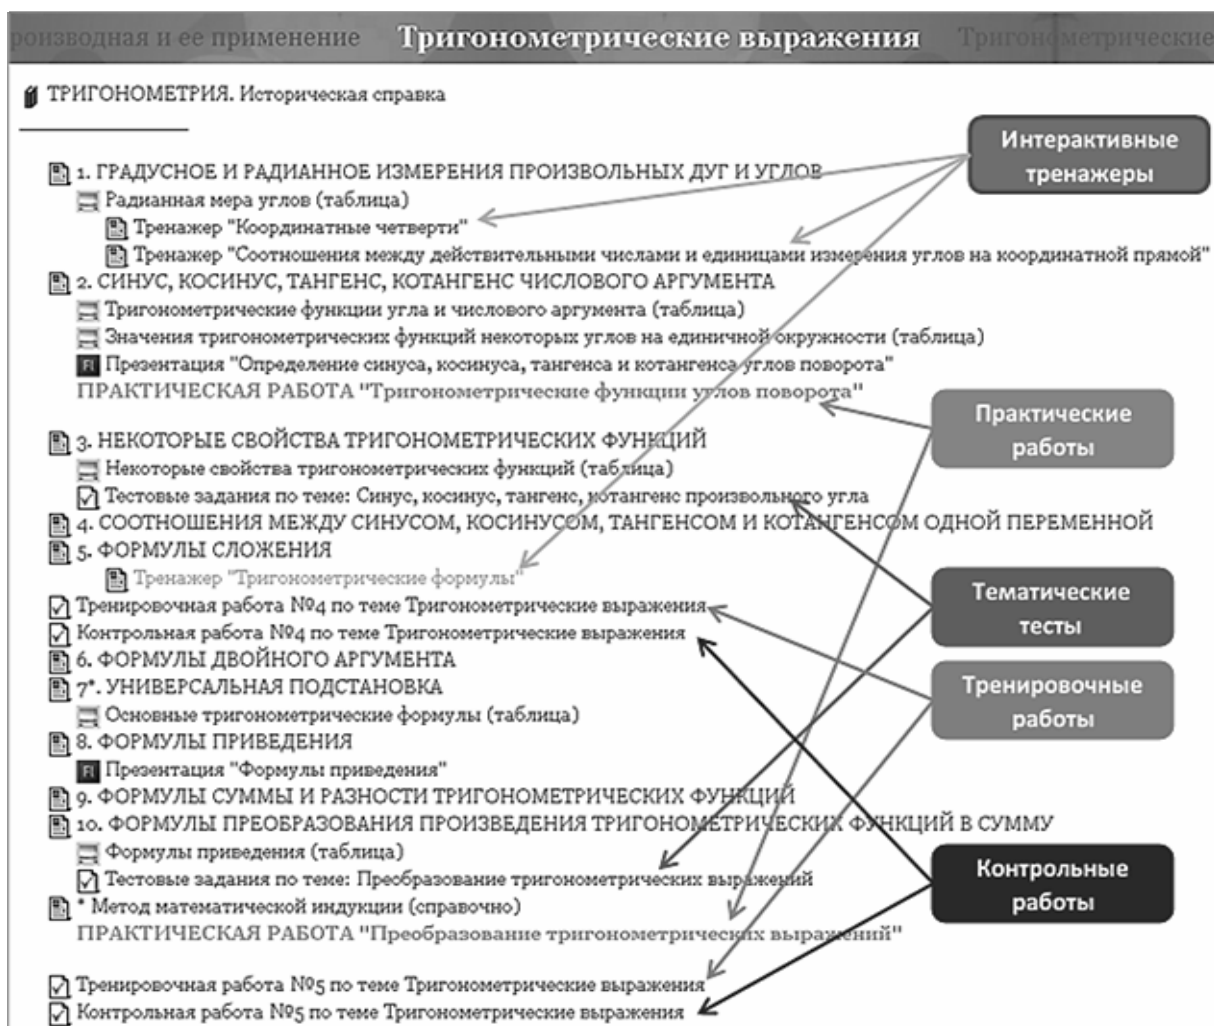 роизводная и ее применение Тригонометрические выражения Тригонометрические
ТРИГОНОМЕТРИЯ. Историческая справка
Интерактивные
тренажеры
1. ГРАДУСНОЕ И РАДИАННОЕ ИЗМЕРЕНИЯ ПРОИЗВОЛЬНЫХ ДУГ И УГЛОВ
Радианная мера углов (таблица)
Тренажер "Координатные четверти"
Тренажер "Соотношения между действительными числами и единицами измерения углов на координатной прямой"
2. СИНУС, КОСИНУС, ТАНГЕНС, КОТАНГЕНС ЧИСЛОВОГО АРГУМЕНТА
Тригонометрические функции угла и числового аргумента (таблица)
Значения тригонометрических функций некоторых углов на единичной окружности (таблица)
Fl Презентация "Определение синуса, косинуса, тангенса и котангенса углов поворота"
ПРАКТИЧЕСКАЯ РАБОТА "Тригонометрические функции углов поворота"
Практические
работы
3. НЕКОТОРЫЕ СВОЙСТВА ТРИГОНОМЕТРИЧЕСКИХ ФУНКЦИЙ
Некоторые свойства тригонометрических функций (таблица)
Тестовые задания по теме: Синус, косинус, тангенс, котангенс произвольного угла
4. СООТНОШЕНИЯ МЕЖДУ СИНУСОМ, КОСИНУСОМ, ТАНГЕНСОМ И КОТАНГЕНСОМ ОДНОЙ ПЕРЕМЕННОЙ
5. ФОРМУЛЫ СЛОЖЕНИЯ
Тренажер "Тригонометрические формулы"
Тематические
тесты
Тренировочная работа №4 по теме Тригонометрические выражения
Контрольная работа №4 по теме Тригонометрические выражения
6. ФОРМУЛЫ ДВОЙНОГО АРГУМЕНТА
7*. УНИВЕРСАЛЬНАЯ ПОДСТАНОВКА
Тренировочные
работы
Основные тригонометрические формулы (таблица)
8. ФОРМУЛЫ ПРИВЕДЕНИЯ
Fl Презентация "Формулы приведения"
9. ФОРМУЛЫ СУММЫ И РАЗНОСТИ ТРИГОНОМЕТРИЧЕСКИХ ФУНКЦИЙ
10. ФОРМУЛЫ ПРЕОБРАЗОВАНИЯ ПРОИЗВЕДЕНИЯ ТРИГОНОМЕТРИЧЕСКИХ ФУНКЦИЙ В СУММУ
Формулы приведения (таблица)
Тестовые задания по теме: Преобразование тригонометрических выражений
Контрольные
работы
* Метод математической индукции (справочно)
ПРАКТИЧЕСКАЯ РАБОТА "Преобразование тригонометрических выражений"
Тренировочная работа №5 по теме Тригонометрические выражения
Контрольная работа №5 по теме Тригонометрические выражения